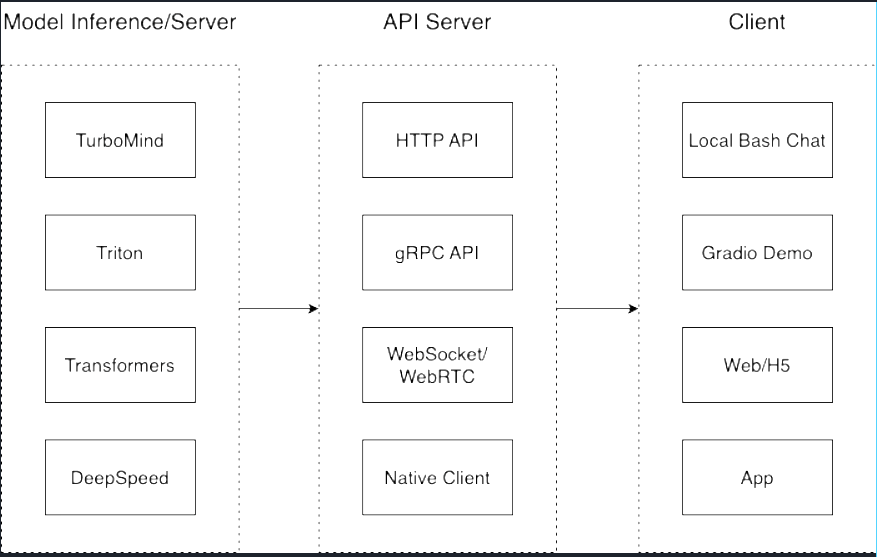 Model Inference/Server
API Server
Client
TurboMind
HTTP API
Local Bash Chat
Triton
gRPC API
Gradio Demo
Transformers
WebSocket/
WebRTC
Web/H5
DeepSpeed
Native Client
App